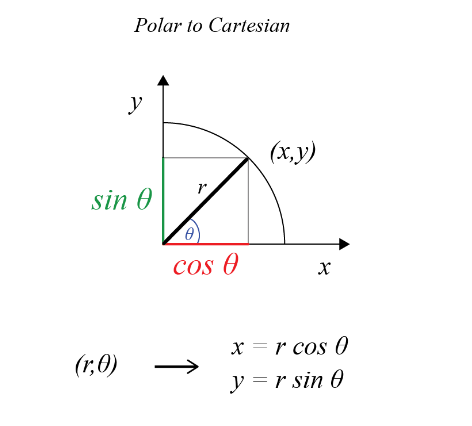 Polar to Cartesian
y
(x,y)
r
sin θ
θ
cos θ
x
(r,θ) → x = r cos θ
y = r sin θ